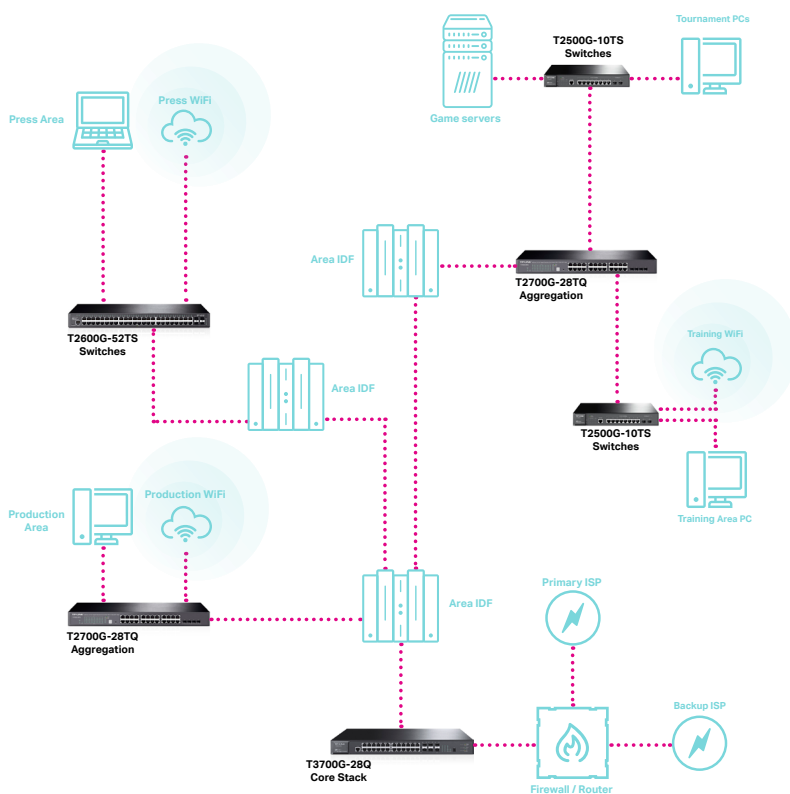 T2500G-10TS
Switches
Tournament PCs
Game servers
Press Area
Press WiFi
Area IDF
T2700G-28TQ
Aggregation
T2600G-52TS
Switches
Training WiFi
Area IDF
T2500G-10TS
Switches
Production
Area
Production WiFi
Training Area PC
Primary ISP
Area IDF
T2700G-28TQ
Aggregation
Backup ISP
T3700G-28Q
Core Stack
Firewall / Router